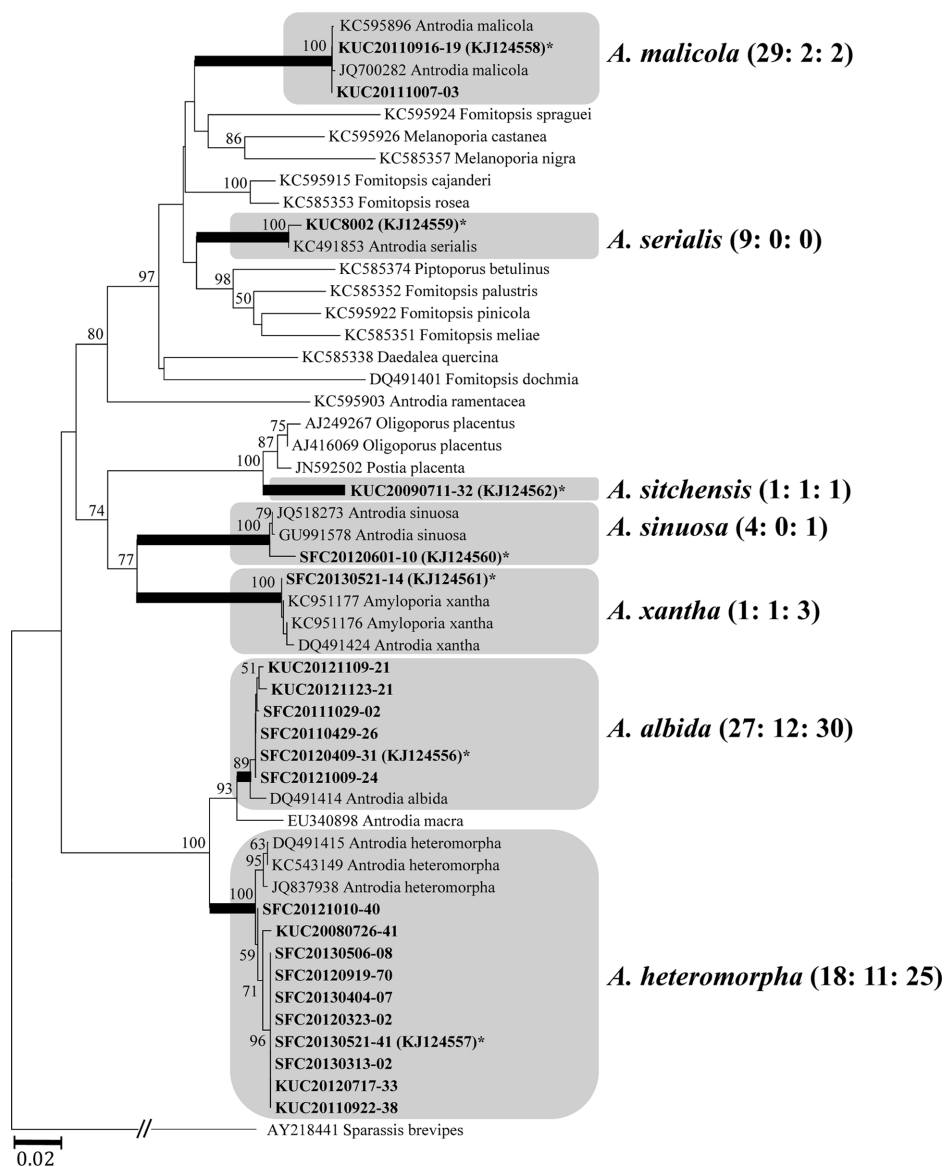 KC595896 Antrodia malicola
100
KUC20110916-19 (KJ124558)*
JQ700282 Antrodia malicola
KUC20111007-03
A. malicola (29: 2: 2)
KC595924 Fomitopsis spraguei
86
KC595926 Melanoporia castanea
KC585357 Melanoporia nigra
100
KC595915 Fomitopsis cajanderi
KC585353 Fomitopsis rosea
100
KUC8002 (KJ124559)*
KC491853 Antrodia serialis
A. serialis (9: 0: 0)
97
98
KC585374 Piptoporus betulinus
50
KC585352 Fomitopsis palustris
KC595922 Fomitopsis pinicola
KC585351 Fomitopsis meliae
80
KC585338 Daedalea quercina
DQ491401 Fomitopsis dochmia
KC595903 Antrodia ramentacea
75
AJ249267 Oligoporus placentus
87
AJ416069 Oligoporus placentus
100
JN592502 Postia placenta
KUC20090711-32 (KJ124562)*
A. sitchensis (1: 1: 1)
74
79
JQ518273 Antrodia sinuosa
100
GU991578 Antrodia sinuosa
SFC20120601-10 (KJ124560)*
A. sinuosa (4: 0: 1)
77
100
SFC20130521-14 (KJ124561)*
KC951177 Amyloporia xantha
KC951176 Amyloporia xantha
DQ491424 Antrodia xantha
A. xantha (1: 1: 3)
51
KUC20121109-21
KUC20121123-21
SFC20111029-02
SFC20110429-26
SFC20120409-31 (KJ124556)*
89
SFC20121009-24
DQ491414 Antrodia albida
A. albida (27: 12: 30)
93
EU340898 Antrodia macra
100
63
DQ491415 Antrodia heteromorpha
95
KC543149 Antrodia heteromorpha
JQ837938 Antrodia heteromorpha
100
SFC20121010-40
KUC20080726-41
59
SFC20130506-08
SFC20120919-70
71
SFC20130404-07
SFC20120323-02
96
SFC20130521-41 (KJ124557)*
SFC20130313-02
KUC20120717-33
KUC20110922-38
A. heteromorpha (18: 11: 25)
AY218441 Sparassis brevipes
0.02